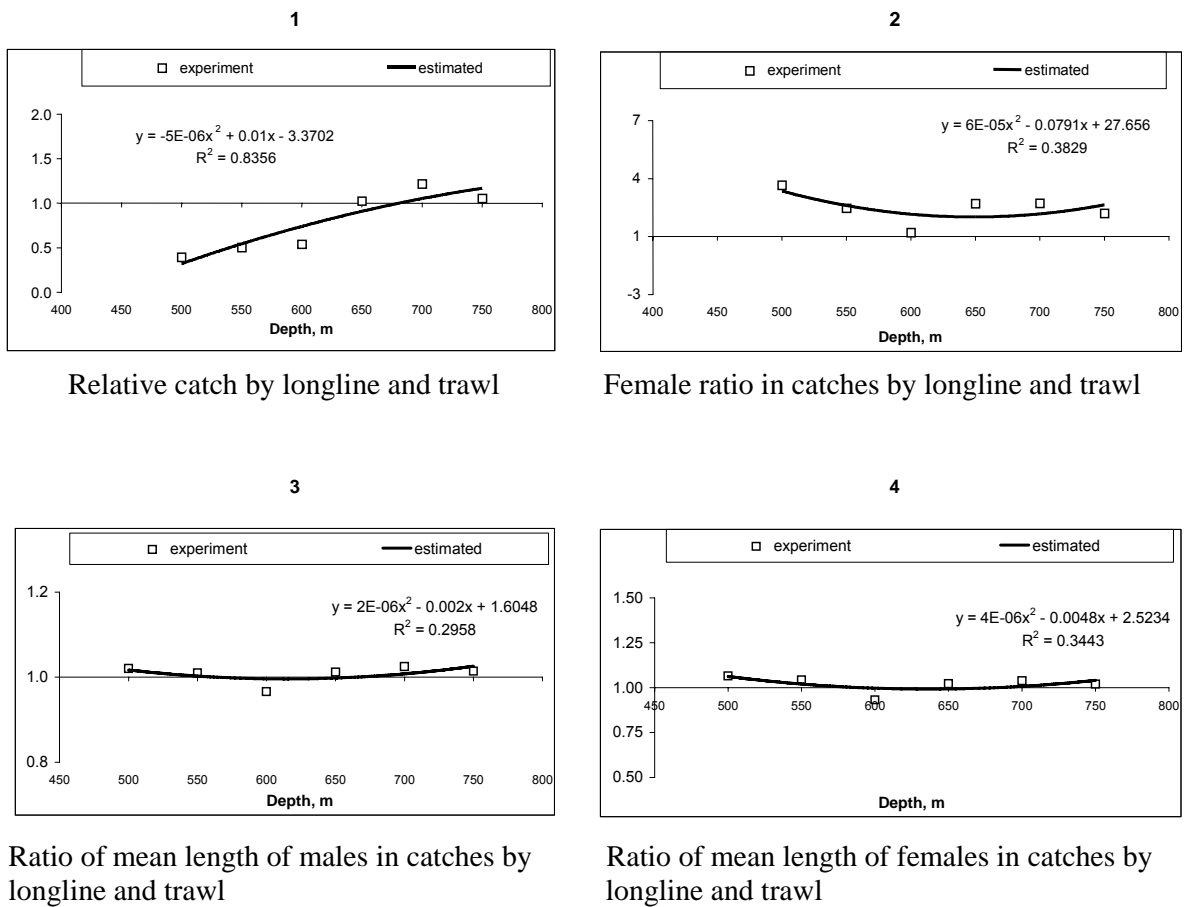 1
experiment estimated
y = -5E-06x² + 0.01x - 3.3702
R² = 0.8356
2.0
1.5
1.0
0.5
0.0
400 450 500 550 600 650 700 750 800
Depth, m
Relative catch by longline and trawl
2
experiment estimated
y = 6E-05x² - 0.0791x + 27.656
R² = 0.3829
7
4
1
-3
400 450 500 550 600 650 700 750 800
Depth, m
Female ratio in catches by longline and trawl
3
experiment estimated
y = 2E-06x² - 0.002x + 1.6048
R² = 0.2958
1.2
1.0
0.8
450 500 550 600 650 700 750 800
Depth, m
Ratio of mean length of males in catches by
longline and trawl
4
experiment estimated
y = 4E-06x² - 0.0048x + 2.5234
R² = 0.3443
1.50
1.25
1.00
0.75
0.50
450 500 550 600 650 700 750 800
Depth, m
Ratio of mean length of females in catches by
longline and trawl